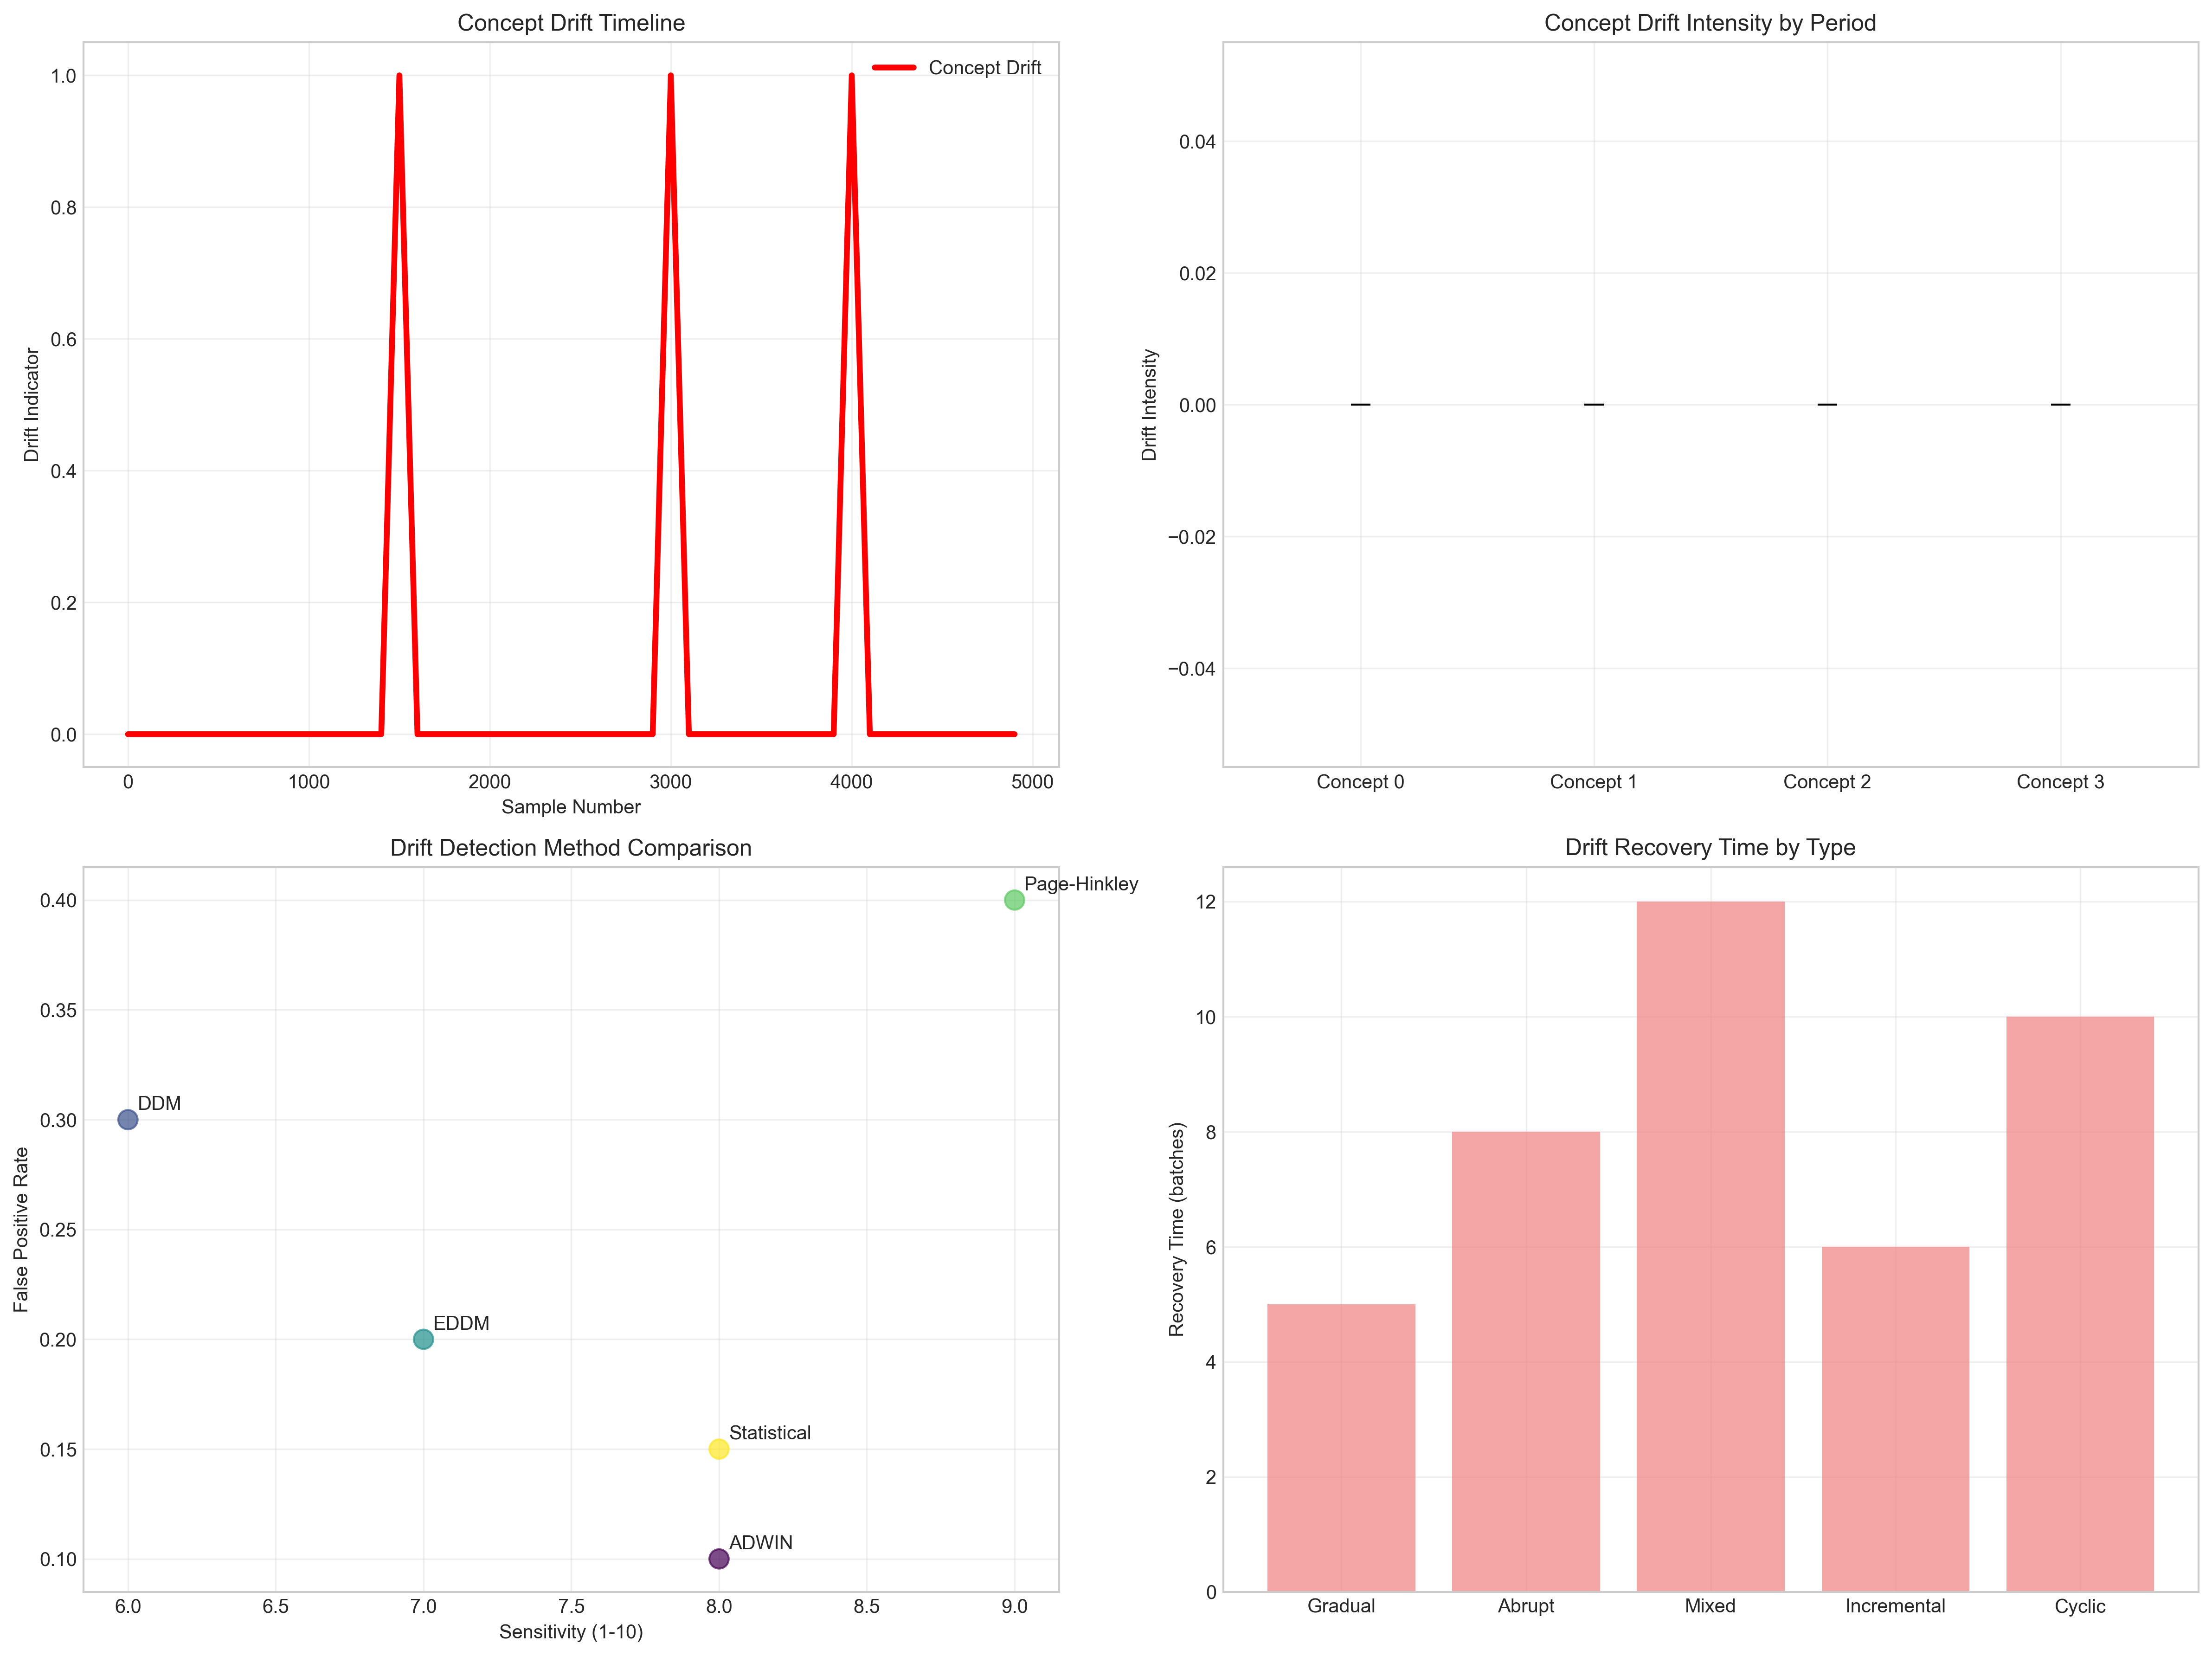 Concept Drift Timeline
Concept Drift
1.0
0.8
0.6
0.4
0.2
0.0
Drift Indicator
0 1000 2000 3000 4000 5000
Sample Number
Concept Drift Intensity by Period
0.04
0.02
0.00
−0.02
−0.04
Drift Intensity
Concept 0 Concept 1 Concept 2 Concept 3
Drift Detection Method Comparison
Page-Hinkley
DDM
EDDM
Statistical
ADWIN
0.40
0.35
0.30
0.25
0.20
0.15
0.10
False Positive Rate
6.0 6.5 7.0 7.5 8.0 8.5 9.0
Sensitivity (1-10)
Drift Recovery Time by Type
12
10
8
6
4
2
0
Recovery Time (batches)
Gradual Abrupt Mixed Incremental Cyclic